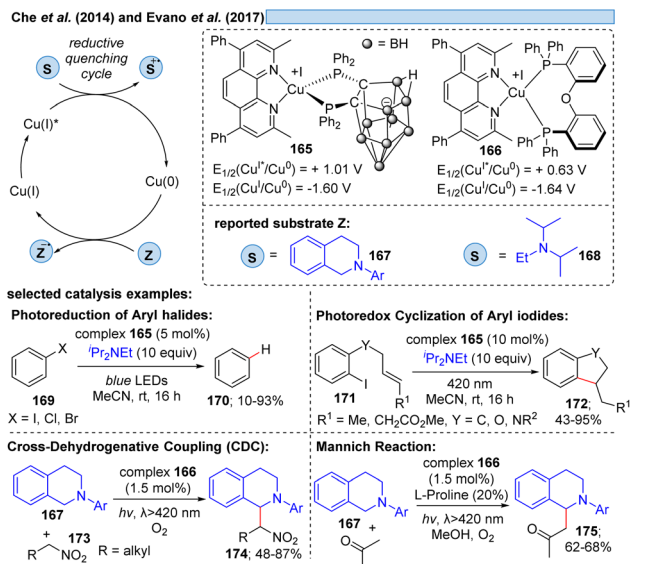 Che et al. (2014) and Evano et al. (2017)
reductive
quenching
cycle
S
S•+
Cu(I)*
Cu(I)
Cu(0)
Z•−
Z
Ph
Me
N
N
+I
Cu
Ph
Me
Ph2
P
P
Ph2
C
C
H
−
= BH
165
E1/2(CuI*/Cu0) = + 1.01 V
E1/2(CuI/Cu0) = -1.60 V
Ph
Me
N
N
+I
Cu
Ph
Me
Ph Ph
P
O
P
Ph Ph
166
E1/2(CuI*/Cu0) = + 0.63 V
E1/2(CuI/Cu0) = -1.64 V
reported substrate Z:
S = N Ar 167
S = Et N 168
selected catalysis examples:
Photoreduction of Aryl halides:
X
169
complex 165 (5 mol%)
iPr2NEt (10 equiv)
blue LEDs
MeCN, rt, 16 h
H
170; 10-93%
X = I, Cl, Br
Photoredox Cyclization of Aryl iodides:
Y
I
R1
171
complex 165 (10 mol%)
iPr2NEt (10 equiv)
420 nm
MeCN, rt, 16 h
Y
R1
172;
43-95%
R1 = Me, CH2CO2Me, Y = C, O, NR2
Cross-Dehydrogenative Coupling (CDC):
N Ar
167
+
173
R NO2 R = alkyl
complex 166
(1.5 mol%)
hv, λ>420 nm
O2
N Ar
R NO2
174; 48-87%
Mannich Reaction:
N Ar
167 +
O
complex 166
(1.5 mol%)
L-Proline (20%)
hv, λ>420 nm
MeOH, O2
N Ar
O
175;
62-68%